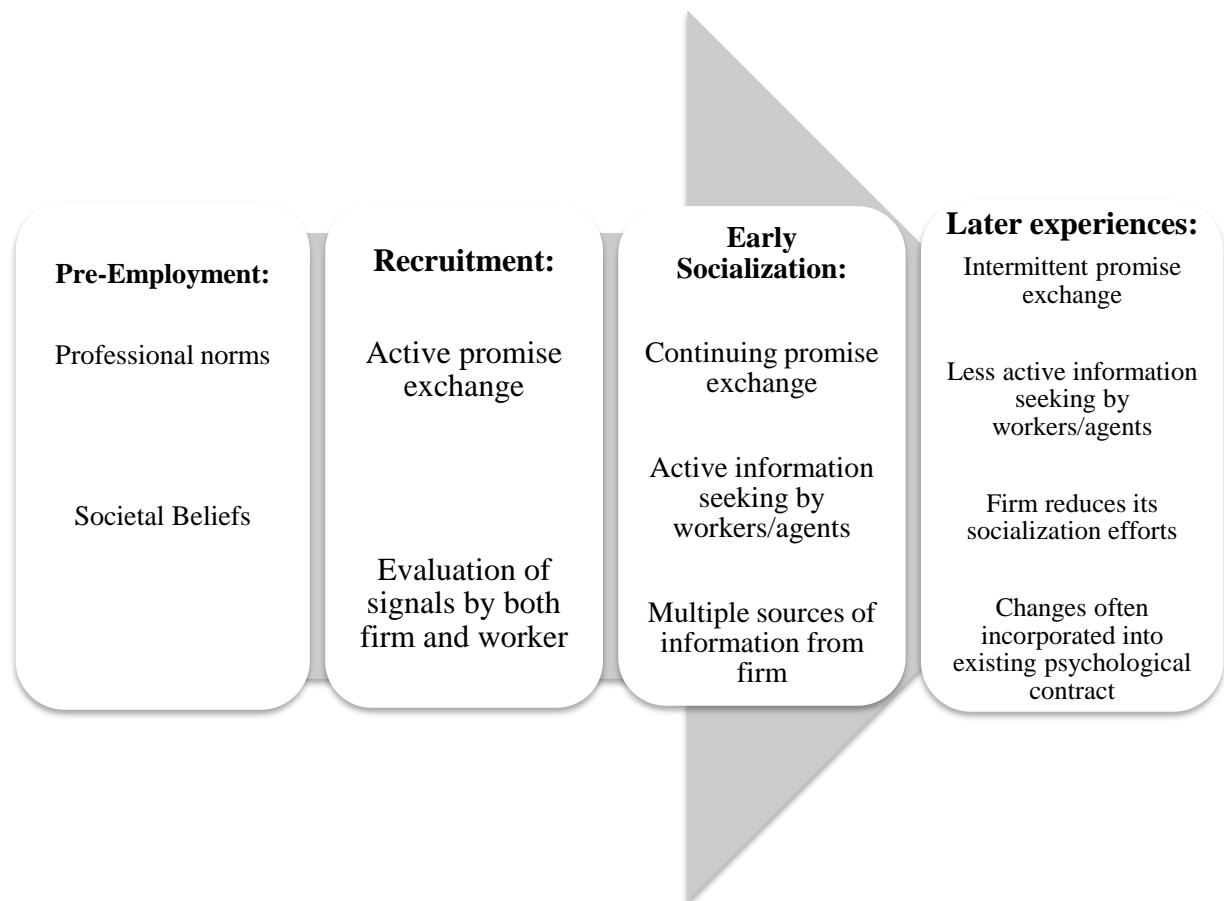 Pre-Employment:
Professional norms
Societal Beliefs
Recruitment:
Active promise
exchange
Evaluation of
signals by both
firm and worker
Early
Socialization:
Continuing promise
exchange
Active information
seeking by
workers/agents
Multiple sources of
information from
firm
Later experiences:
Intermittent promise
exchange
Less active information
seeking by
workers/agents
Firm reduces its
socialization efforts
Changes often
incorporated into
existing psychological
contract